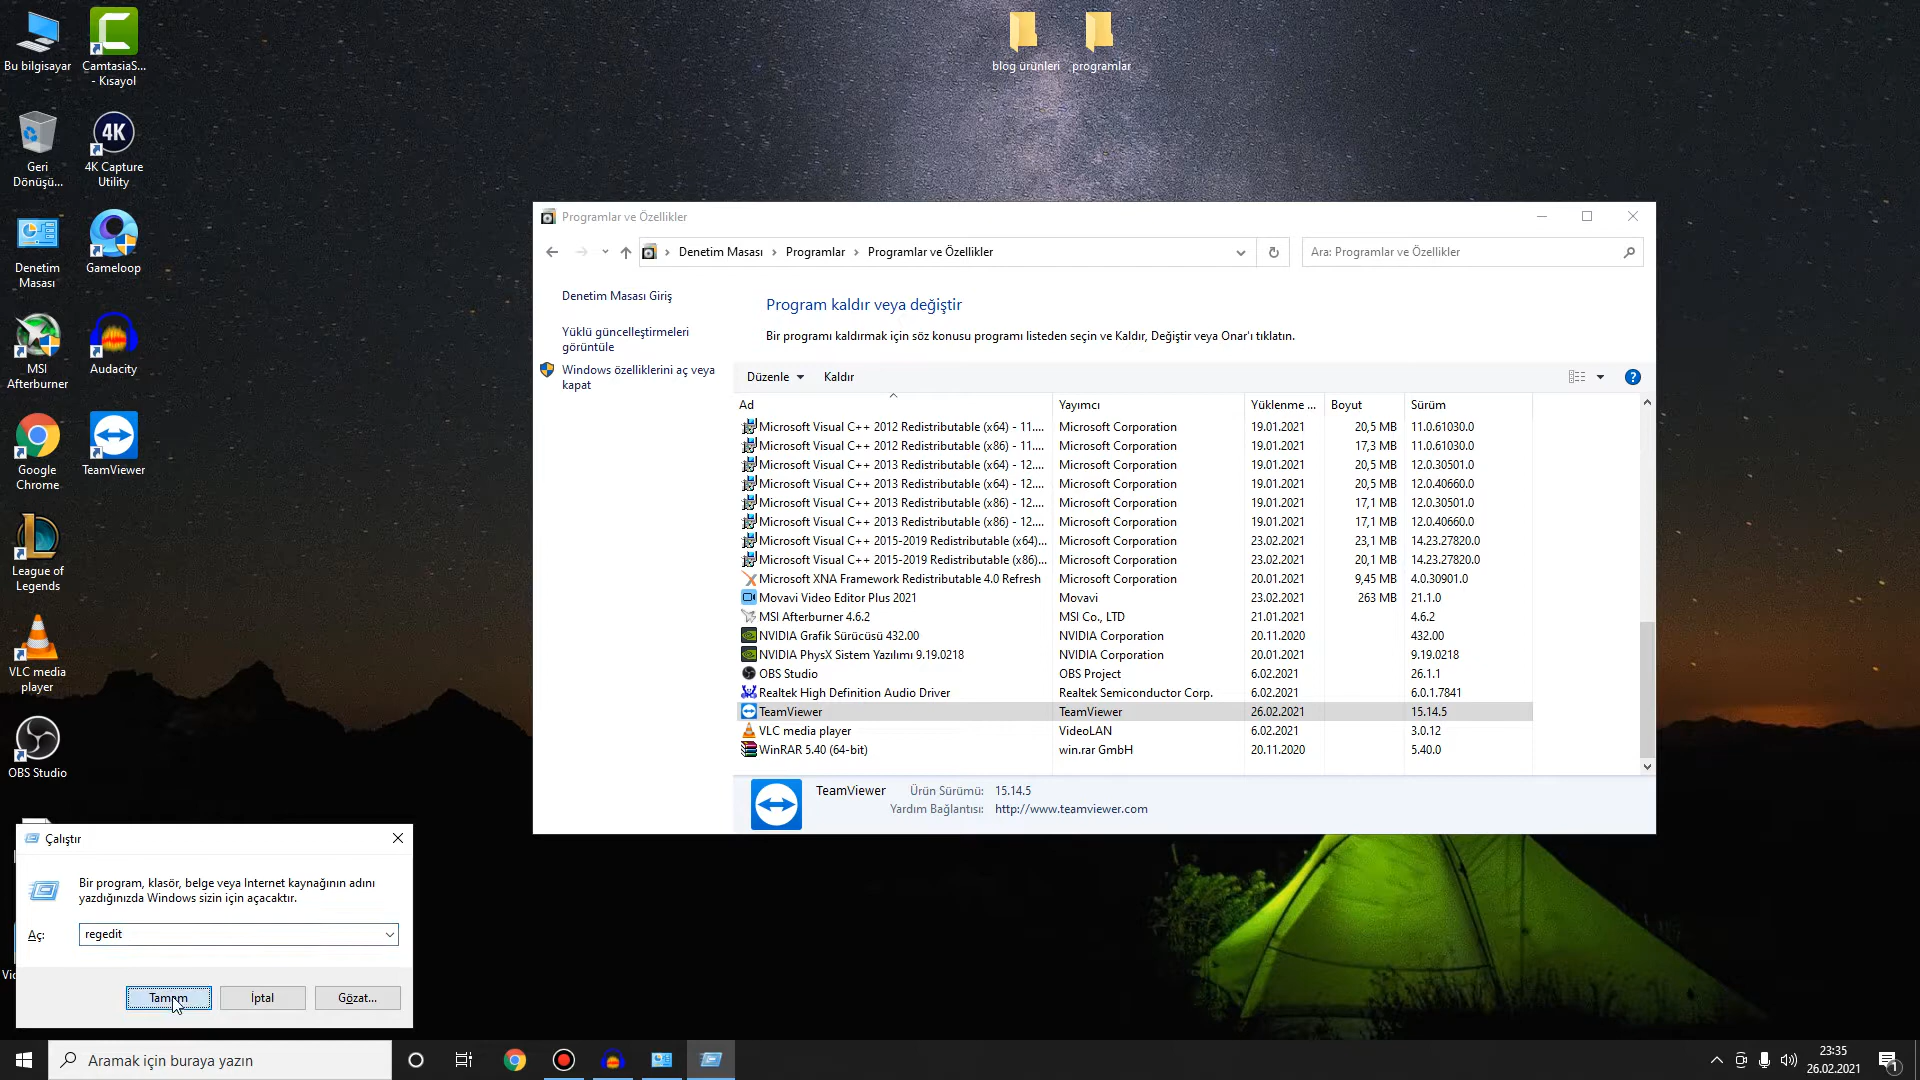 Bu bilgisayar
CamtasiaS...
- Kısayol
Geri
Dönüşü...
4K
4K Capture
Utility
Denetim
Masası
Gameloop
MSI
Afterburner
Audacity
Google
Chrome
TeamViewer
League of
Legends
VLC media
player
OBS Studio
blog ürünleri
programlar
Programlar ve Özellikler
Denetim Masası > Programlar > Programlar ve Özellikler
Ara: Programlar ve Özellikler
Denetim Masası Giriş
Yüklü güncelleştirmeleri
görüntüle
Windows özelliklerini aç veya
kapat
Program kaldır veya değiştir
Bir programı kaldırmak için söz konusu programı listeden seçin ve Kaldır, Değiştir veya Onar'ı tıklatın.
Düzenle Kaldır
Ad Yayımcı Yüklenme ... Boyut Sürüm
Microsoft Visual C++ 2012 Redistributable (x64) - 11.... Microsoft Corporation 19.01.2021 20,5 MB 11.0.61030.0
Microsoft Visual C++ 2012 Redistributable (x86) - 11.... Microsoft Corporation 19.01.2021 17,3 MB 11.0.61030.0
Microsoft Visual C++ 2013 Redistributable (x64) - 12.... Microsoft Corporation 19.01.2021 20,5 MB 12.0.30501.0
Microsoft Visual C++ 2013 Redistributable (x64) - 12.... Microsoft Corporation 19.01.2021 20,5 MB 12.0.40660.0
Microsoft Visual C++ 2013 Redistributable (x86) - 12.... Microsoft Corporation 19.01.2021 17,1 MB 12.0.30501.0
Microsoft Visual C++ 2013 Redistributable (x86) - 12.... Microsoft Corporation 19.01.2021 17,1 MB 12.0.40660.0
Microsoft Visual C++ 2015-2019 Redistributable (x64)... Microsoft Corporation 23.02.2021 23,1 MB 14.23.27820.0
Microsoft Visual C++ 2015-2019 Redistributable (x86)... Microsoft Corporation 23.02.2021 20,1 MB 14.23.27820.0
Microsoft XNA Framework Redistributable 4.0 Refresh Microsoft Corporation 20.01.2021 9,45 MB 4.0.30901.0
Movavi Video Editor Plus 2021 Movavi 23.02.2021 263 MB 21.1.0
MSI Afterburner 4.6.2 MSI Co., LTD 21.01.2021 4.6.2
NVIDIA Grafik Sürücüsü 432.00 NVIDIA Corporation 20.11.2020 432.00
NVIDIA PhysX Sistem Yazılımı 9.19.0218 NVIDIA Corporation 20.01.2021 9.19.0218
OBS Studio OBS Project 6.02.2021 26.1.1
Realtek High Definition Audio Driver Realtek Semiconductor Corp. 6.02.2021 6.0.1.7841
TeamViewer TeamViewer 26.02.2021 15.14.5
VLC media player VideoLAN 6.02.2021 3.0.12
WinRAR 5.40 (64-bit) win.rar GmbH 20.11.2020 5.40.0
TeamViewer Ürün Sürümü: 15.14.5
Yardım Bağlantısı: http://www.teamviewer.com
Çalıştır
Bir program, klasör, belge veya Internet kaynağının adını
yazdığınızda Windows sizin için açacaktır.
Aç: regedit
Tamam İptal Gözat...
Aramak için buraya yazın
23:35
26.02.2021
1